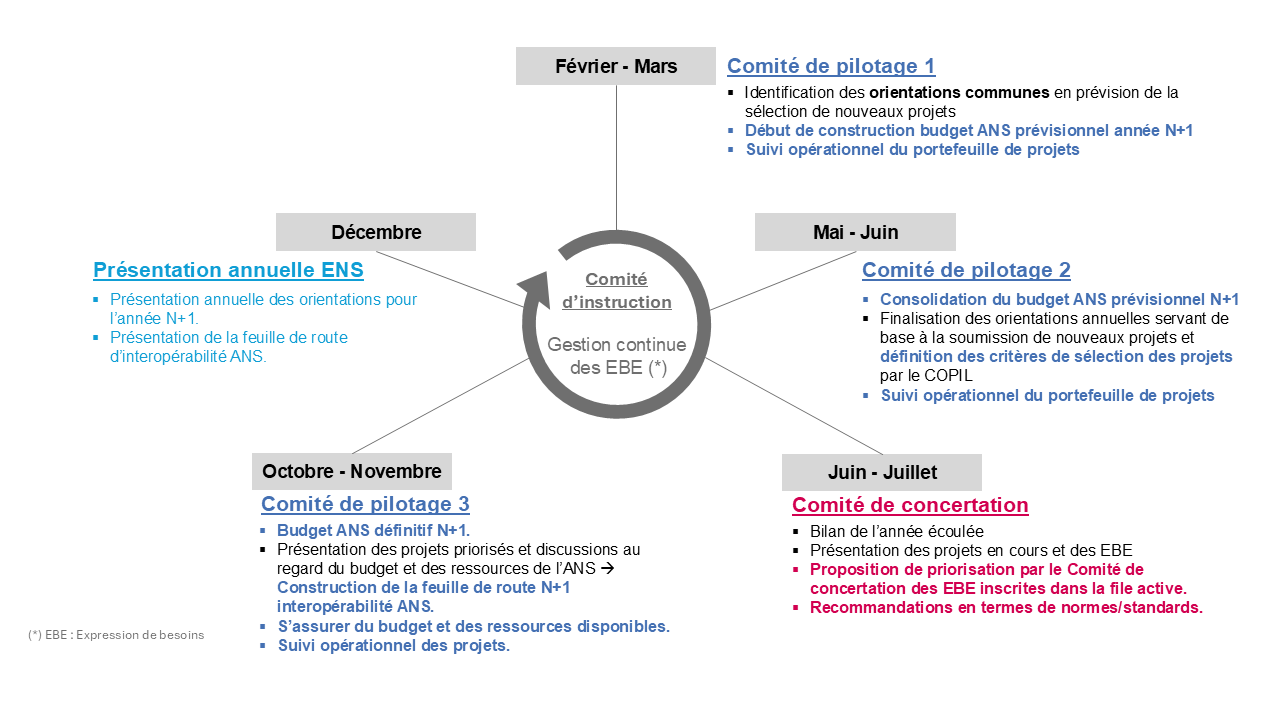 Février - Mars
Comité de pilotage 1
▪ Identification des orientations communes en prévision de la
sélection de nouveaux projets
▪ Début de construction budget ANS prévisionnel année N+1
▪ Suivi opérationnel du portefeuille de projets
Décembre
Présentation annuelle ENS
▪ Présentation annuelle des orientations pour
l’année N+1.
▪ Présentation de la feuille de route
d’interopérabilité ANS.
Comité
d’instruction
Gestion continue
des EBE (*)
Mai - Juin
Comité de pilotage 2
▪ Consolidation du budget ANS prévisionnel N+1
▪ Finalisation des orientations annuelles servant de
base à la soumission de nouveaux projets et
définition des critères de sélection des projets
par le COPIL
▪ Suivi opérationnel du portefeuille de projets
Octobre - Novembre
Comité de pilotage 3
▪ Budget ANS définitif N+1.
▪ Présentation des projets priorisés et discussions au
regard du budget et des ressources de l’ANS →
Construction de la feuille de route N+1
interopérabilité ANS.
▪ S’assurer du budget et des ressources disponibles.
▪ Suivi opérationnel des projets.
Juin - Juillet
Comité de concertation
▪ Bilan de l’année écoulée
▪ Présentation des projets en cours et des EBE
▪ Proposition de priorisation par le Comité de
concertation des EBE inscrites dans la file active.
▪ Recommandations en termes de normes/standards.
(*) EBE : Expression de besoins